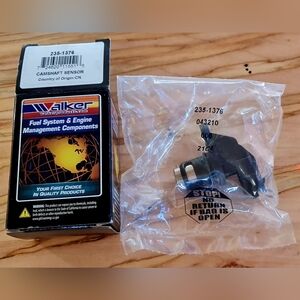 235-1376
CAMSHAFT SENSOR
Country of Origin:CN
Walker
Fuel System & Engine
Management Components
YOUR FIRST CHOICE
IN QUALITY PRODUCTS
WARNING:
235-1376
043210
STOP
NO
RETURN
IF BAG IS
OPEN